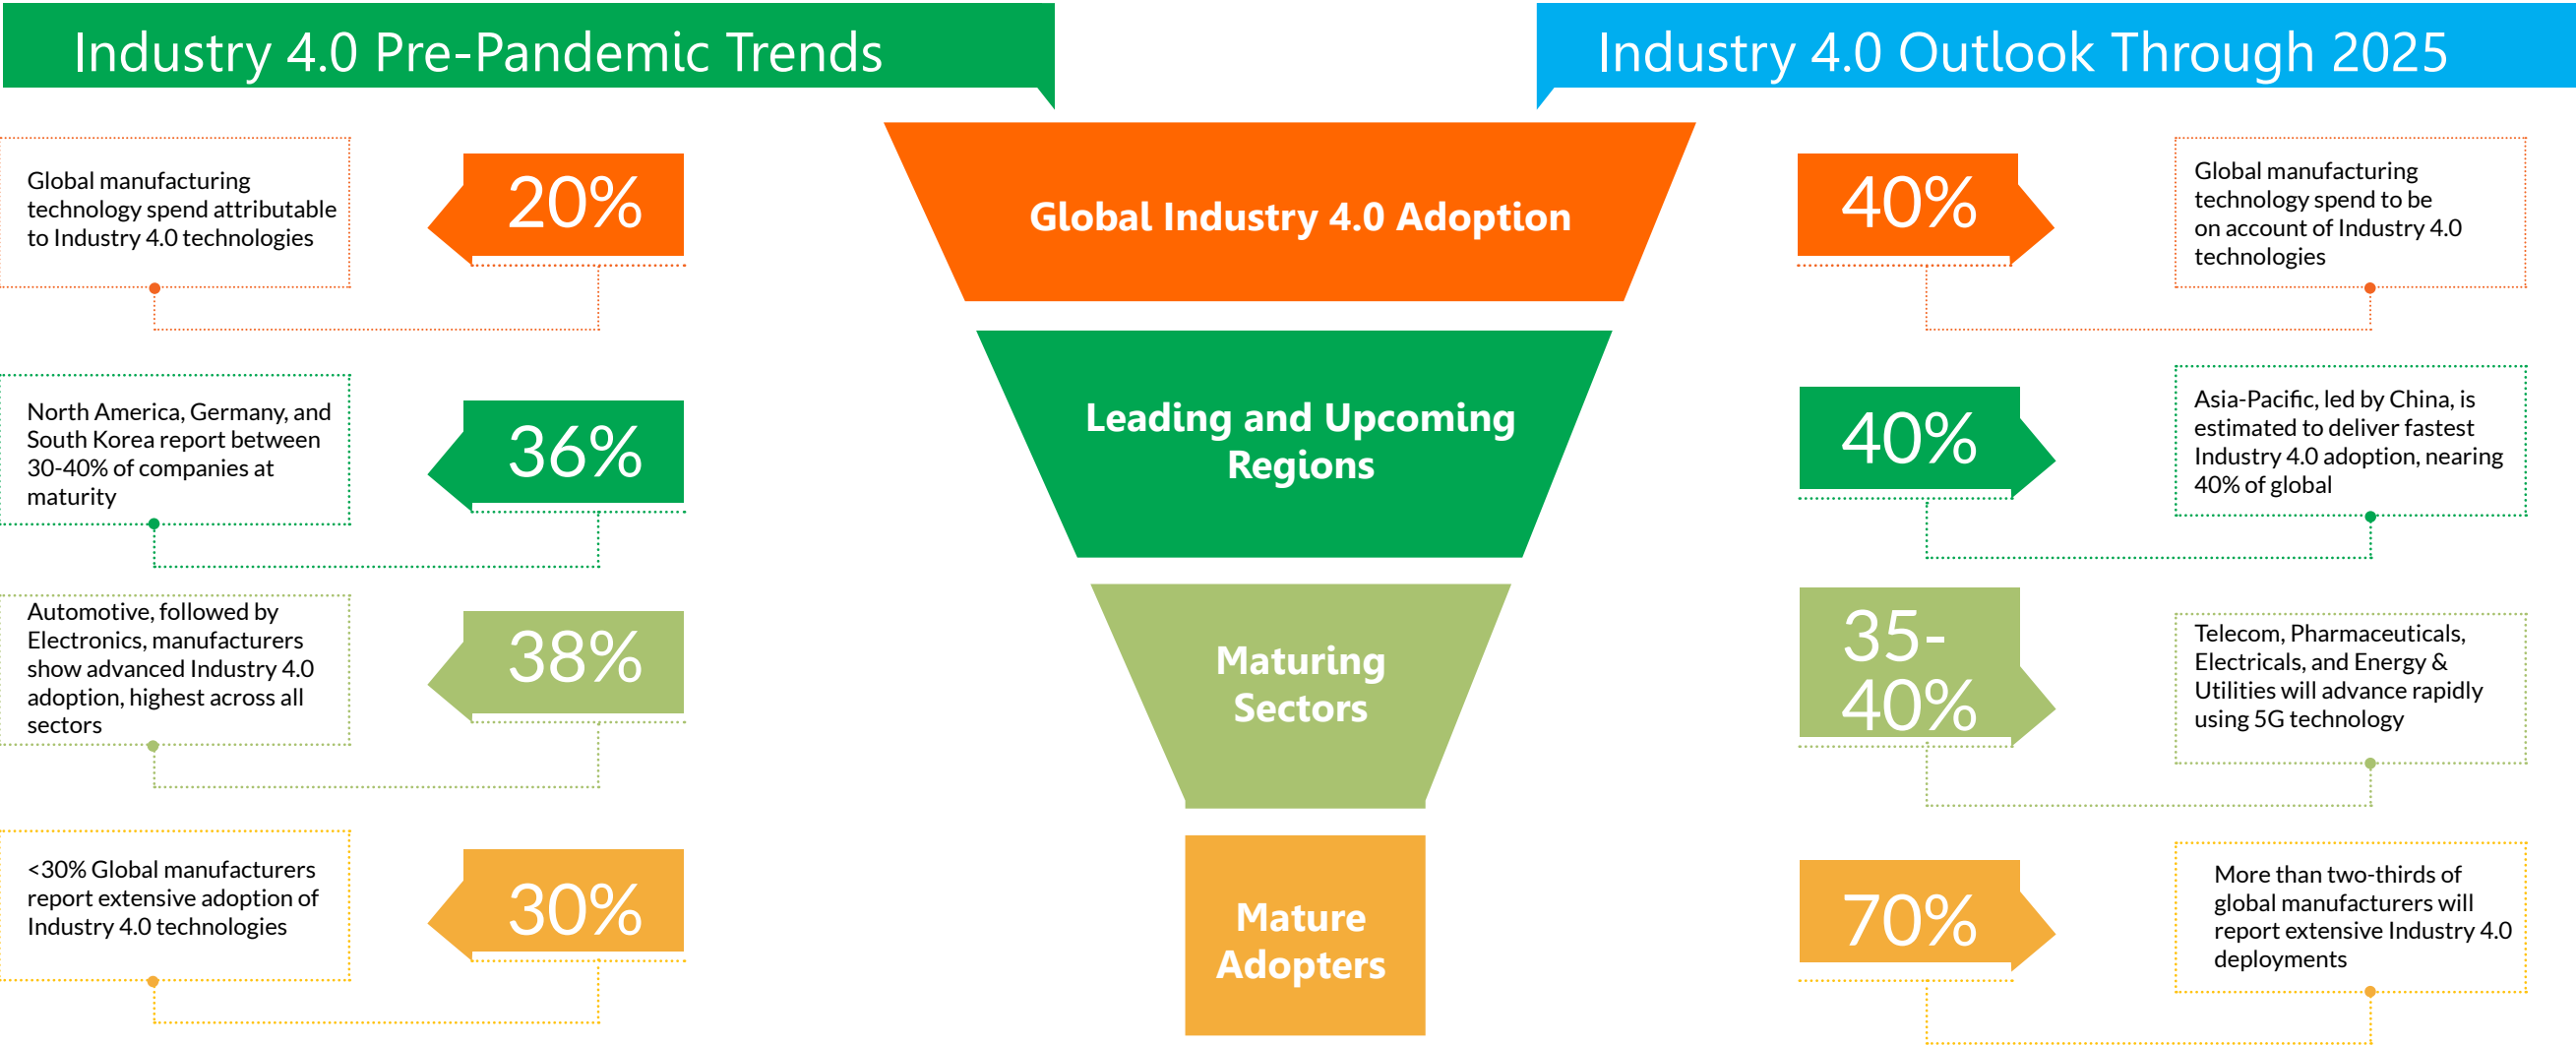 Industry 4.0 Pre-Pandemic Trends
Industry 4.0 Outlook Through 2025
Global manufacturing
technology spend attributable
to Industry 4.0 technologies
20%
Global Industry 4.0 Adoption
40%
Global manufacturing
technology spend to be
on account of Industry 4.0
technologies
North America, Germany, and
South Korea report between
30-40% of companies at
maturity
36%
Leading and Upcoming
Regions
40%
Asia-Pacific, led by China, is
estimated to deliver fastest
Industry 4.0 adoption, nearing
40% of global
Automotive, followed by
Electronics, manufacturers
show advanced Industry 4.0
adoption, highest across all
sectors
38%
Maturing
Sectors
35-
40%
Telecom, Pharmaceuticals,
Electricals, and Energy &
Utilities will advance rapidly
using 5G technology
<30% Global manufacturers
report extensive adoption of
Industry 4.0 technologies
30%
Mature
Adopters
70%
More than two-thirds of
global manufacturers will
report extensive Industry 4.0
deployments